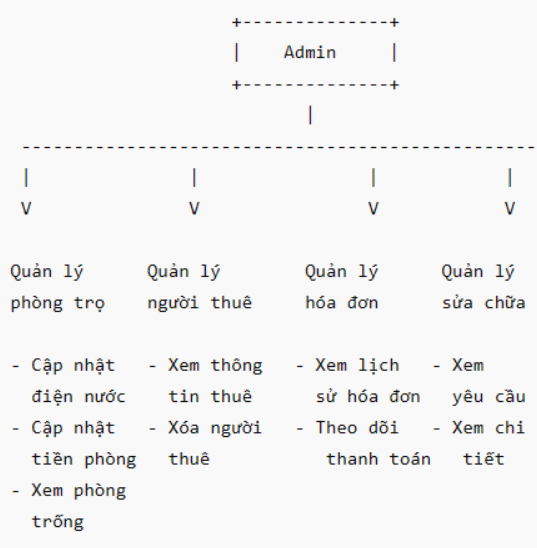 +--------------+
|    Admin     |
+--------------+
|
-------------------------------------------------
|               |                |            |
V               V                V            V
Quản lý      Quản lý        Quản lý      Quản lý
phòng trọ    người thuê     hóa đơn      sửa chữa
- Cập nhật   - Xem thông   - Xem lịch   - Xem
điện nước    tin thuê      sử hóa đơn   yêu cầu
- Cập nhật   - Xóa người   - Theo dõi   - Xem chi
tiền phòng   thuê          thanh toán   tiết
- Xem phòng
trống